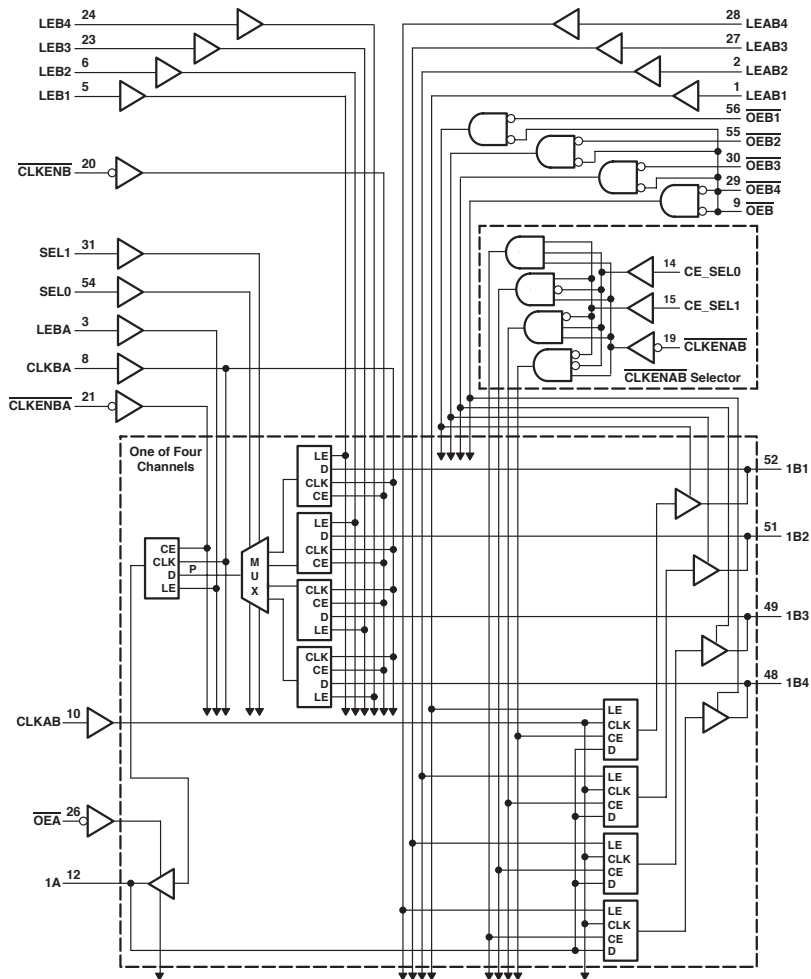 LEB4 24
LEB3 23
LEB2 6
LEB1 5
CLKENB 20
SEL1 31
SEL0 54
LEBA 3
CLKBA 8
CLKENBA 21
28 LEAB4
27 LEAB3
2 LEAB2
1 LEAB1
56 OEB1
55 OEB2
30 OEB3
29 OEB4
9 OEB
14 CE_SEL0
15 CE_SEL1
19 CLKENAB
CLKENAB Selector
One of Four
Channels
CE
CLK
D
LE
P
M
U
X
LE
D
CLK
CE
LE
D
CLK
CE
CLK
CE
D
LE
CLK
CE
D
LE
52 1B1
51 1B2
49 1B3
48 1B4
CLKAB 10
OEA 26
1A 12
LE
CLK
CE
D
LE
CLK
CE
D
LE
CLK
CE
D
LE
CLK
CE
D